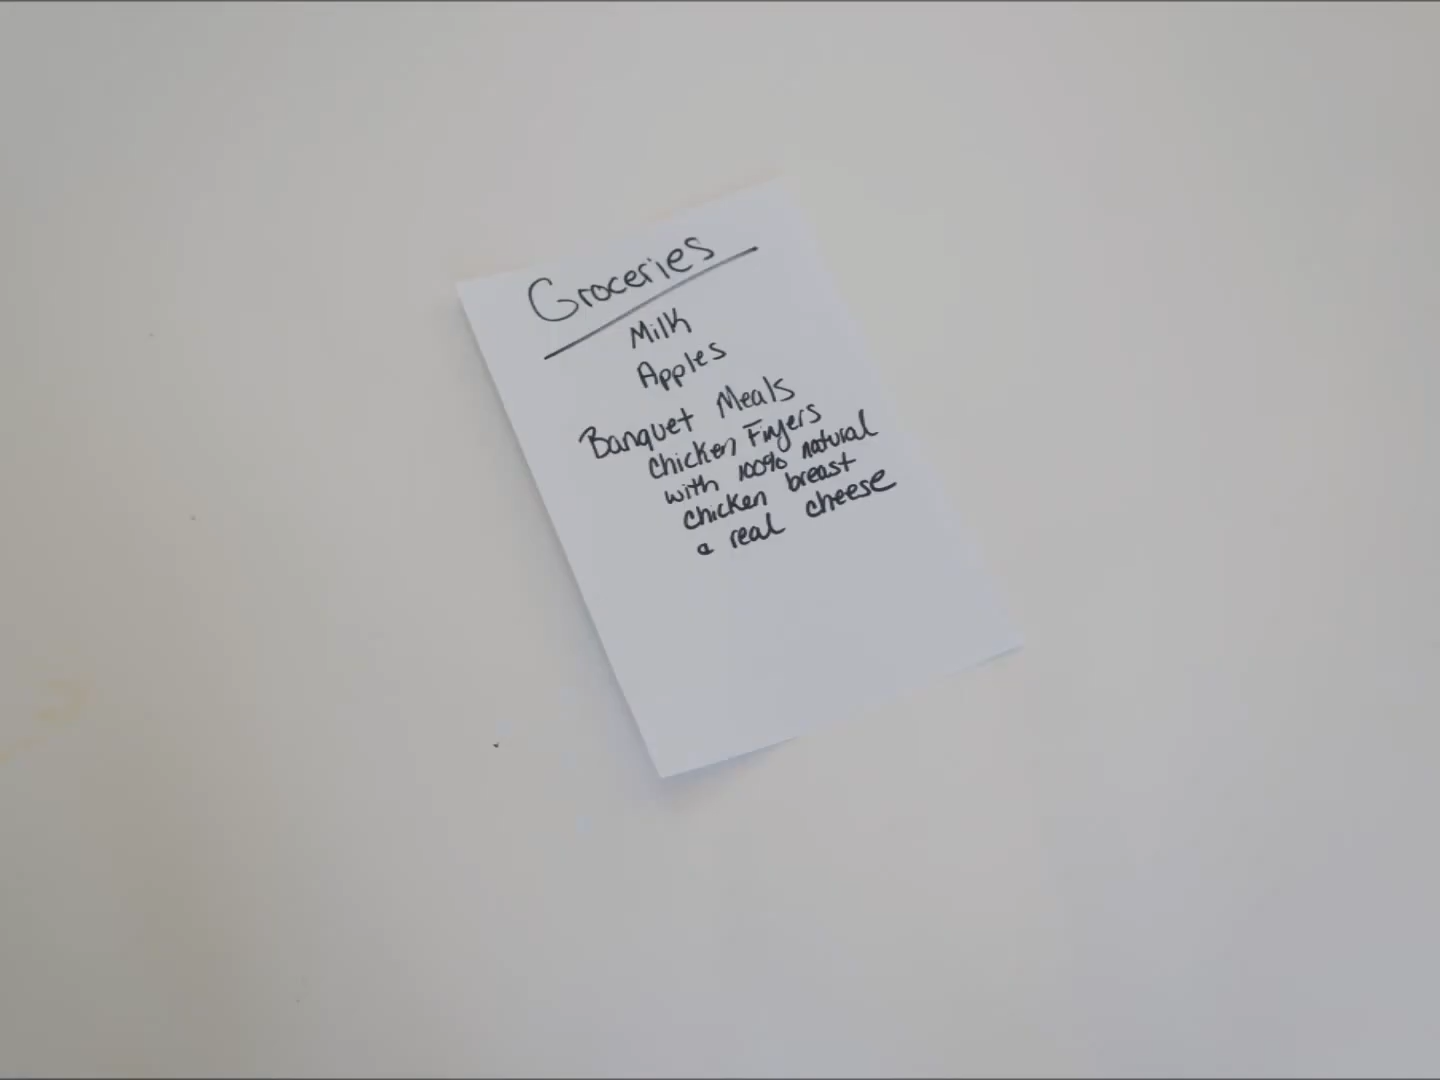 Groceries
Milk
Apples
Banquet Meals
Chicken Fingers
with 100% natural
chicken breast
a real cheese